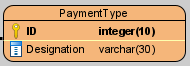 PaymentType
ID integer(10)
Designation varchar(30)